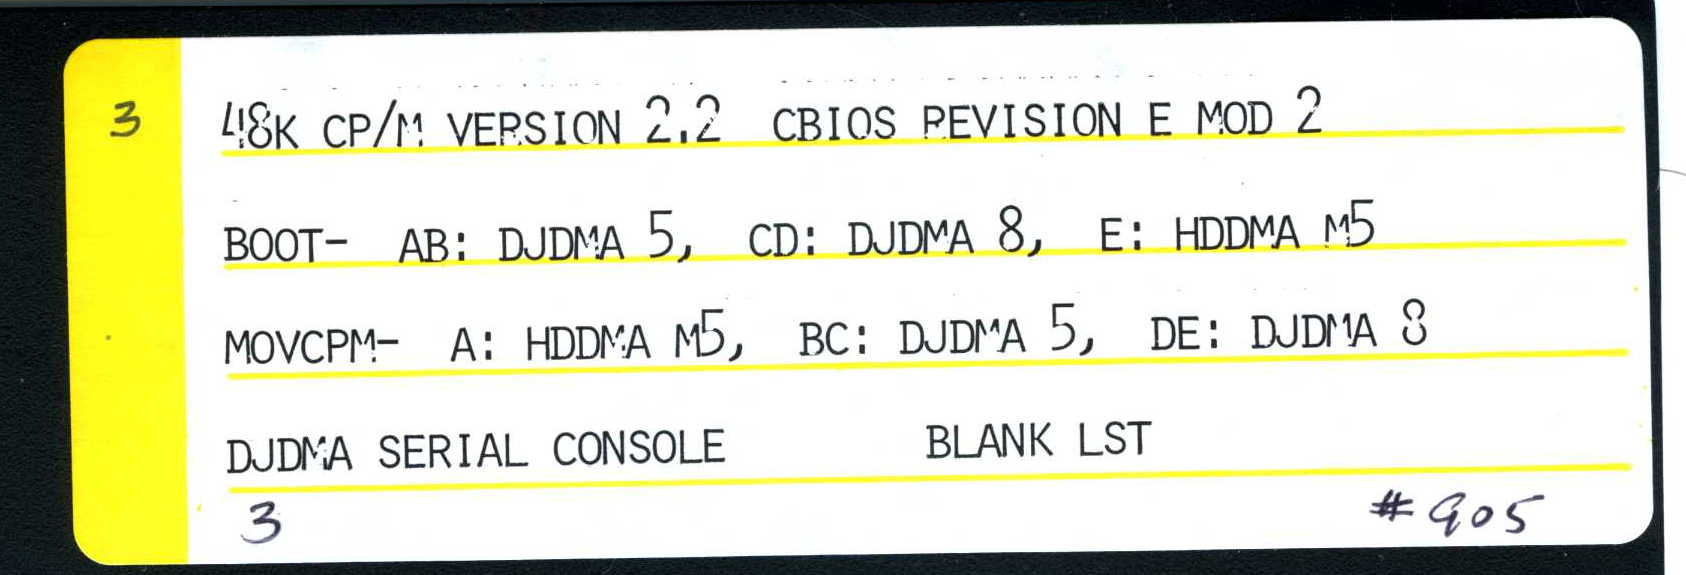 3
48K CP/M VERSION 2.2 CBIOS REVISION E MOD 2
BOOT- AB: DJDMA 5, CD: DJDMA 8, E: HDDMA M5
MOVCPM- A: HDDMA M5, BC: DJDMA 5, DE: DJDMA 8
DJDMA SERIAL CONSOLE BLANK LST
3 #905